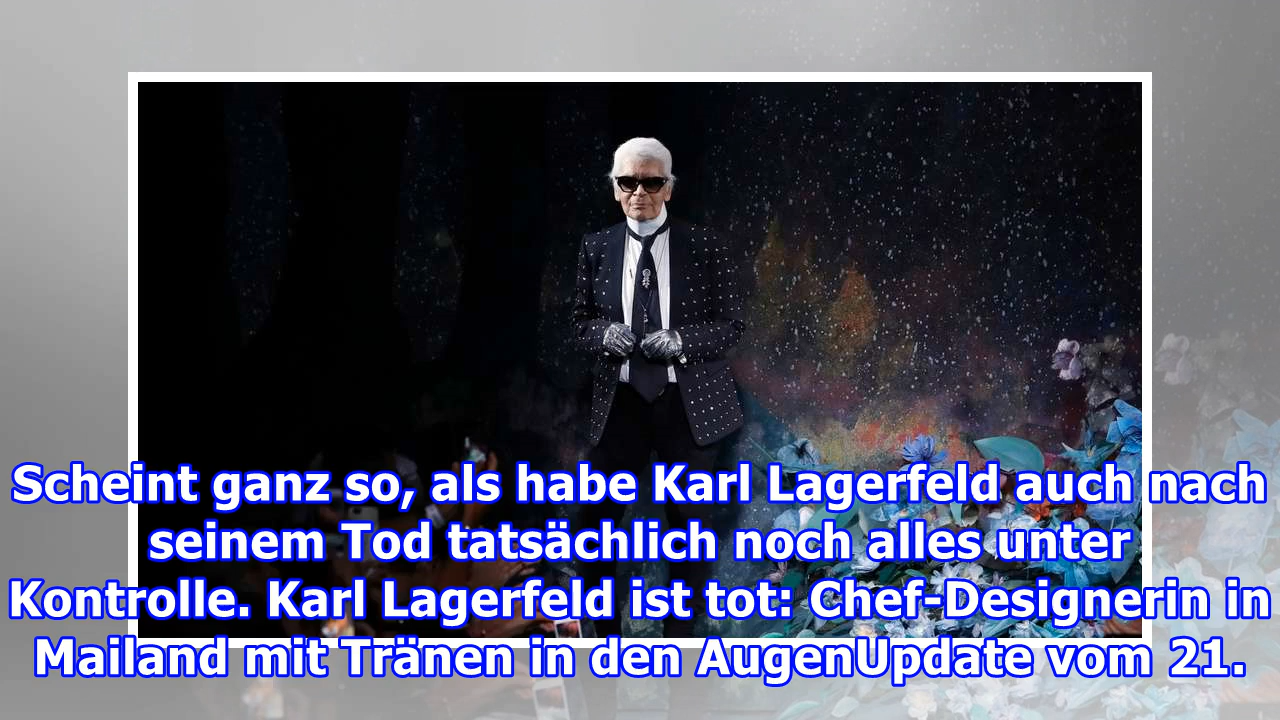 Scheint ganz so, als habe Karl Lagerfeld auch nach
seinem Tod tatsächlich noch alles unter
Kontrolle. Karl Lagerfeld ist tot: Chef-Designerin in
Mailand mit Tränen in den AugenUpdate vom 21.